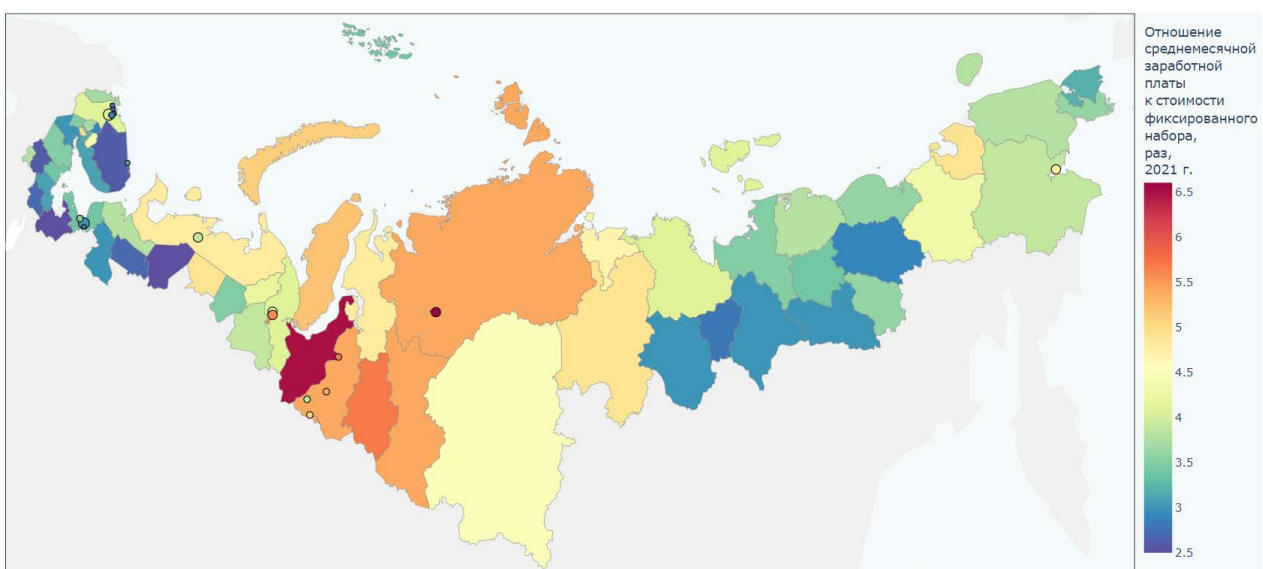 Отношение
среднемесячной
заработной
платы
к стоимости
фиксированного
набора,
раз,
2021 г.
6.5
6
5.5
5
4.5
4
3.5
3
2.5